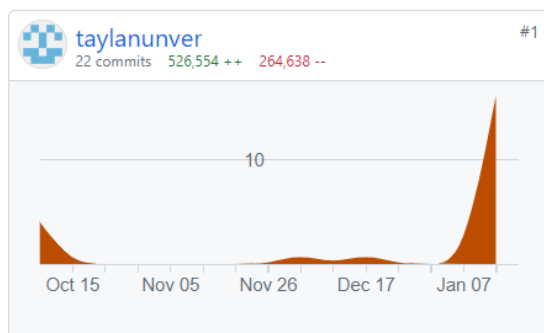 taylanunver
#1
22 commits 526,554 ++ 264,638 --
10
Oct 15 Nov 05 Nov 26 Dec 17 Jan 07